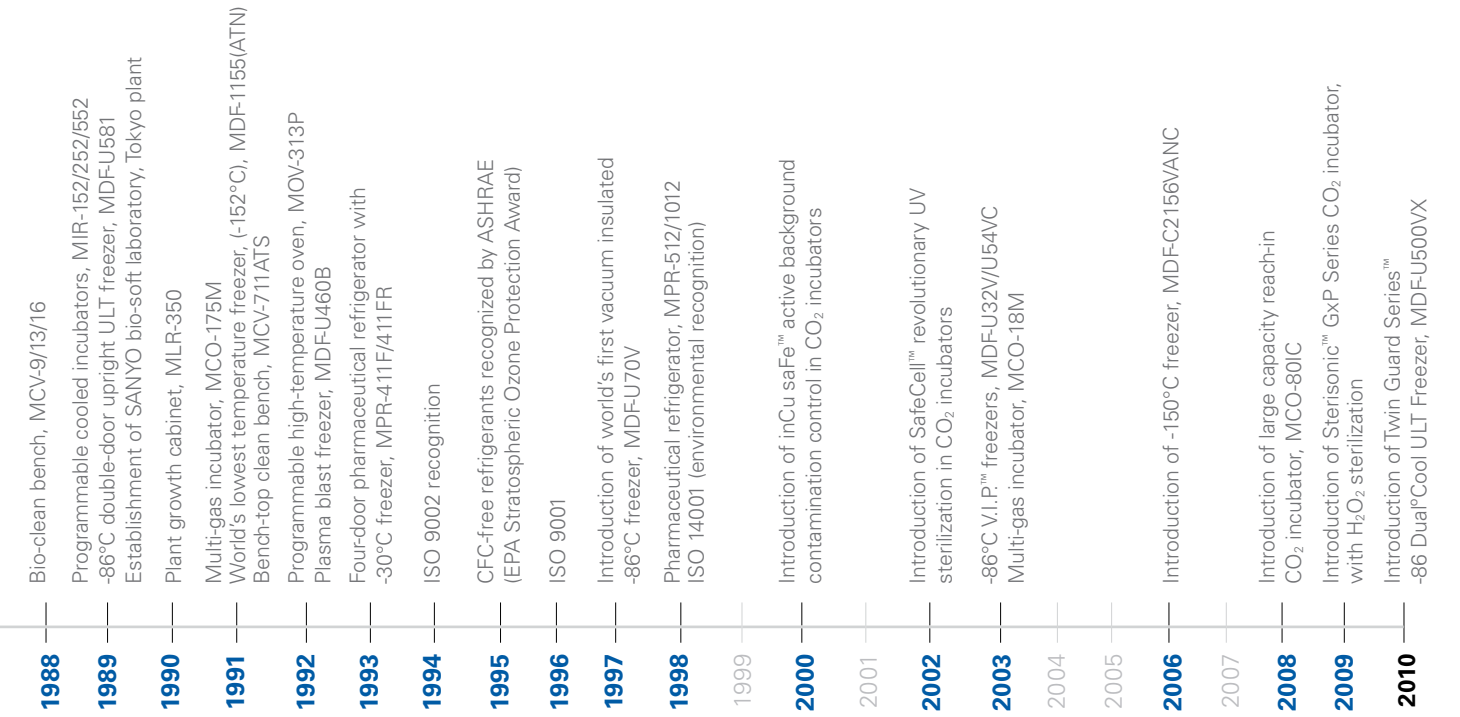 Bio-clean bench, MCV-9/13/16
1988
Programmable cooled incubators, MIR-152/252/552
-86°C double-door upright ULT freezer, MDF-U581
Establishment of SANYO bio-soft laboratory, Tokyo plant
1989
Plant growth cabinet, MLR-350
1990
Multi-gas incubator, MCO-175M
World's lowest temperature freezer, (-152°C), MDF-1155(ATN)
Bench-top clean bench, MCV-711ATS
1991
Programmable high-temperature oven, MOV-313P
Plasma blast freezer, MDF-U460B
1992
Four-door pharmaceutical refrigerator with
-30°C freezer, MPR-411F/411FR
1993
ISO 9002 recognition
1994
CFC-free refrigerants recognized by ASHRAE
(EPA Stratospheric Ozone Protection Award)
1995
ISO 9001
1996
Introduction of world's first vacuum insulated
-86°C freezer, MDF-U70V
1997
Pharmaceutical refrigerator, MPR-512/1012
ISO 14001 (environmental recognition)
1998
1999
Introduction of inCu saFe™ active background
contamination control in CO₂ incubators
2000
2001
Introduction of SafeCell™ revolutionary UV
sterilization in CO₂ incubators
2002
-86°C V.I.P.™ freezers, MDF-U32V/U54VC
Multi-gas incubator, MCO-18M
2003
2004
2005
Introduction of -150°C freezer, MDF-C2156VANC
2006
2007
Introduction of large capacity reach-in
CO₂ incubator, MCO-80IC
2008
Introduction of Sterisonic™ GxP Series CO₂ incubator,
with H₂O₂ sterilization
2009
Introduction of Twin Guard Series™
-86 Dual°Cool ULT Freezer, MDF-U500VX
2010